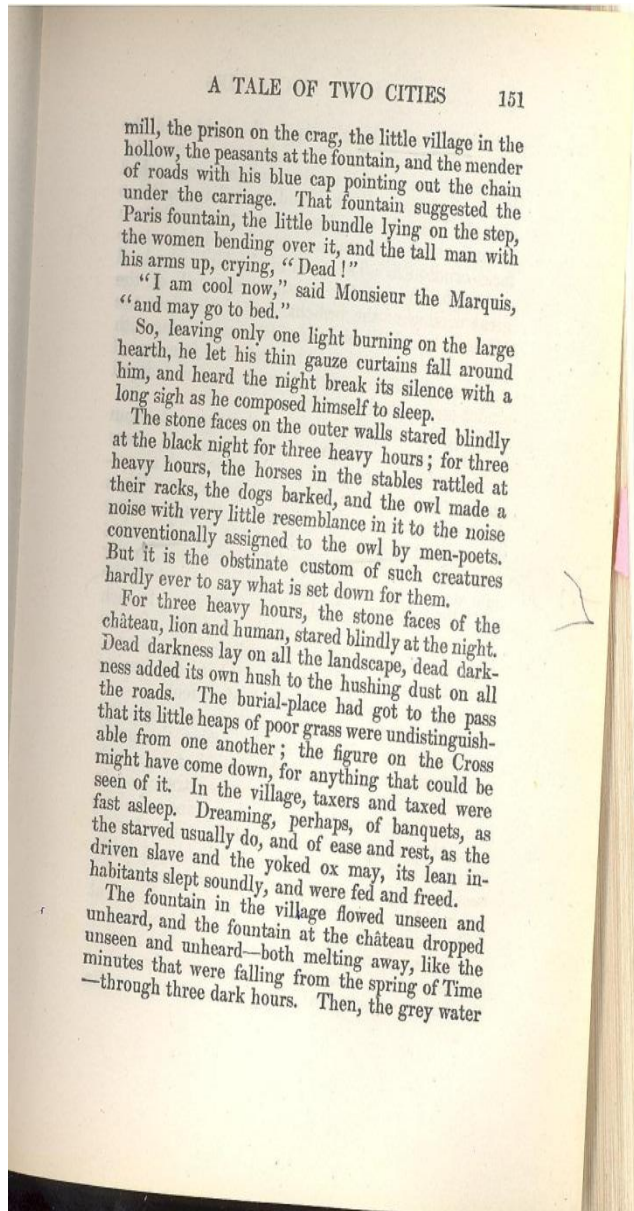 A TALE OF TWO CITIES 151
mill, the prison on the crag, the little village in the
hollow, the peasants at the fountain, and the mender
of roads with his blue cap pointing out the chain
under the carriage. That fountain suggested the
Paris fountain, the little bundle lying on the step,
the women bending over it, and the tall man with
his arms up, crying, “Dead!”
“I am cool now,” said Monsieur the Marquis,
“and may go to bed.”
So, leaving only one light burning on the large
hearth, he let his thin gauze curtains fall around
him, and heard the night break its silence with a
long sigh as he composed himself to sleep.
The stone faces on the outer walls stared blindly
at the black night for three heavy hours; for three
heavy hours, the horses in the stables rattled at
their racks, the dogs barked, and the owl made a
noise with very little resemblance in it to the noise
conventionally assigned to the owl by men-poets.
But it is the obstinate custom of such creatures
hardly ever to say what is set down for them.
For three heavy hours, the stone faces of the
château, lion and human, stared blindly at the night.
Dead darkness lay on all the landscape, dead dark-
ness added its own hush to the hushing dust on all
the roads. The burial-place had got to the pass
that its little heaps of poor grass were undistinguish-
able from one another; the figure on the Cross
might have come down, for anything that could be
seen of it. In the village, taxers and taxed were
fast asleep. Dreaming, perhaps, of banquets, as
the starved usually do, and of ease and rest, as the
driven slave and the yoked ox may, its lean in-
habitants slept soundly, and were fed and freed.
The fountain in the village flowed unseen and
unheard, and the fountain at the château dropped
unseen and unheard—both melting away, like the
minutes that were falling from the spring of Time
—through three dark hours. Then, the grey water